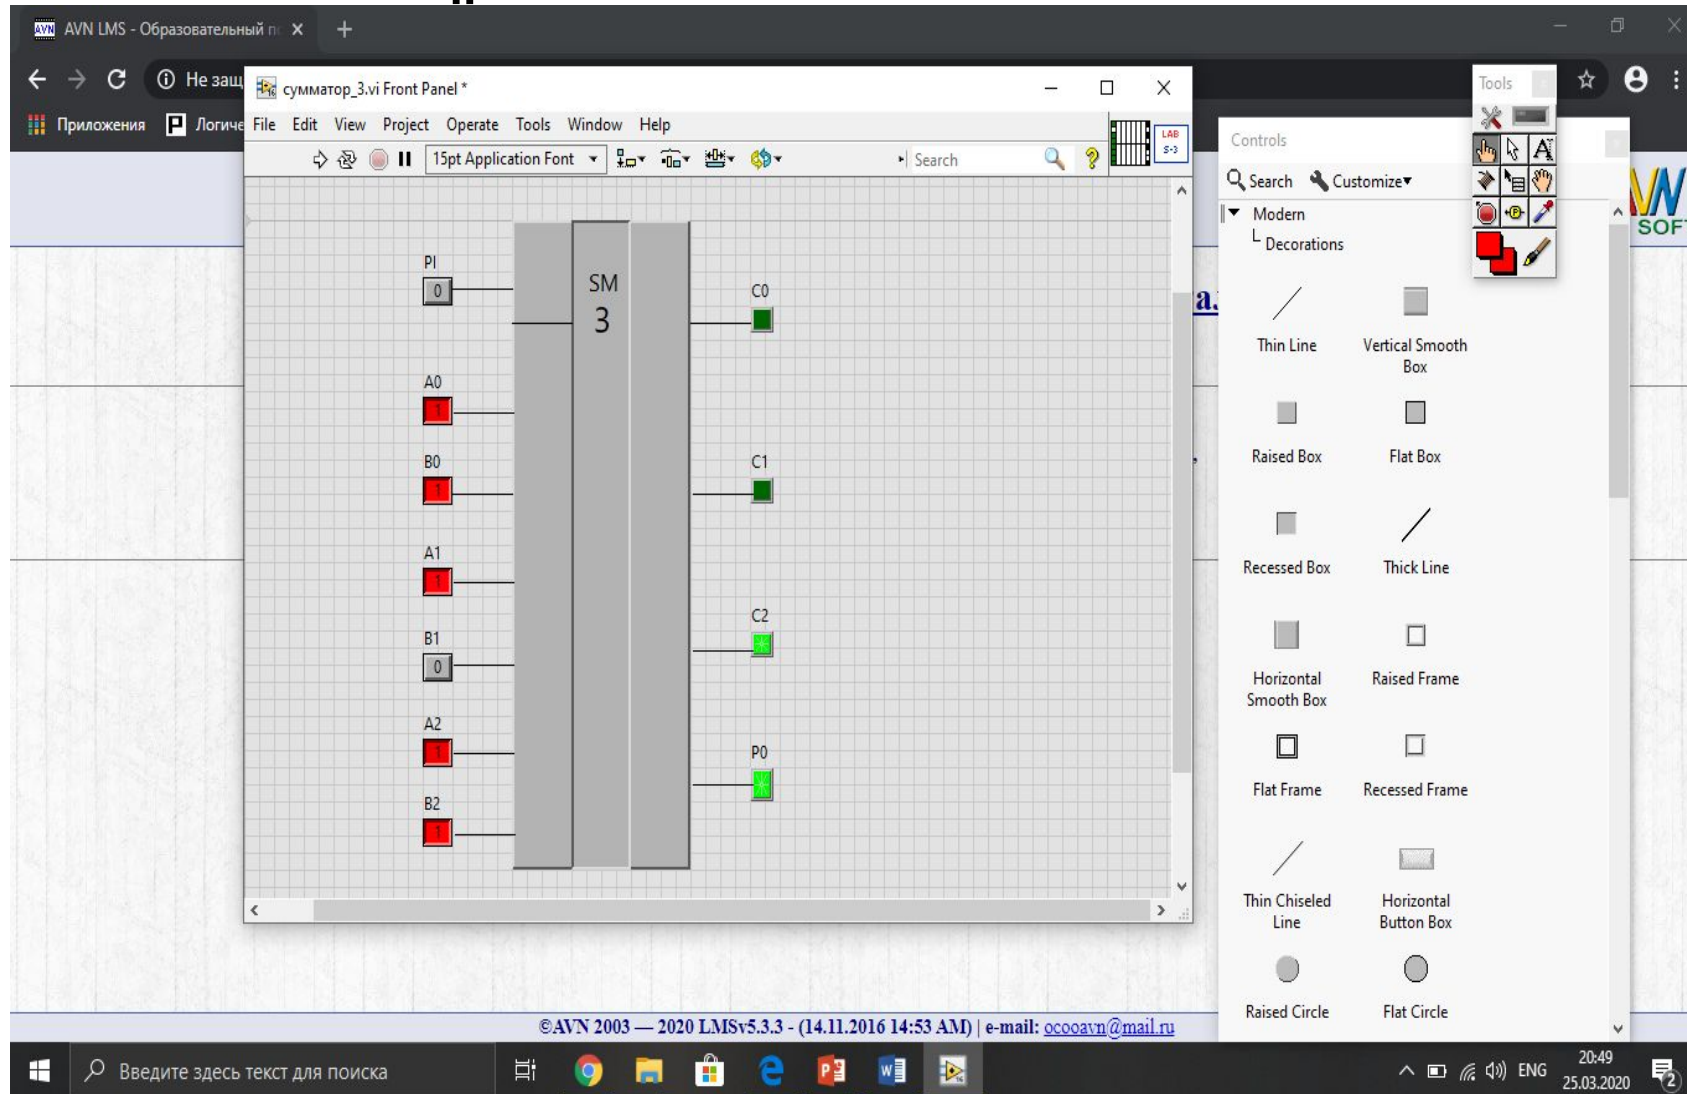 AVN
AVN LMS - Образовательный п
Не защ
Приложения
Логиче
сумматор_3.vi Front Panel *
File Edit View Project Operate Tools Window Help
15pt Application Font
Search
LAB
S-3
PI
0
SM
3
C0
A0
1
B0
1
C1
A1
1
B1
0
C2
A2
1
P0
B2
1
Controls
Search Customize
Modern
Decorations
Thin Line
Vertical Smooth
Box
Raised Box
Flat Box
Recessed Box
Thick Line
Horizontal
Smooth Box
Raised Frame
Flat Frame
Recessed Frame
Thin Chiseled
Line
Horizontal
Button Box
Raised Circle
Flat Circle
Tools
SOF
©AVN 2003 — 2020 LMSv5.3.3 - (14.11.2016 14:53 AM) | e-mail: ocooavn@mail.ru
Введите здесь текст для поиска
ENG
20:49
25.03.2020
2